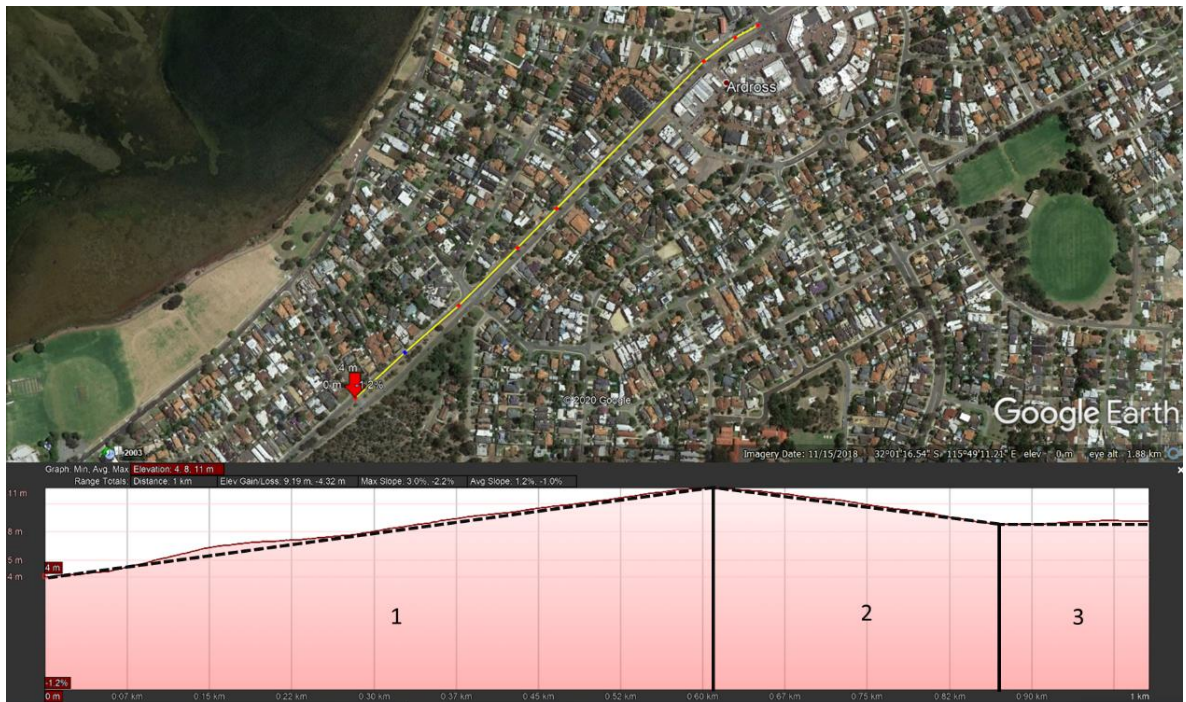 Ardross
4 m
0 m -1.2%
© 2020 Google
Google Earth
2003
Imagery Date: 11/15/2018 32°01'16.54" S 115°49'11.21" E elev 0 m eye alt 1.88 km
Graph: Min, Avg, Max Elevation: 4, 8, 11 m
Range Totals: Distance: 1 km Elev Gain/Loss: 9.19 m, -4.32 m Max Slope: 3.0%, -2.2% Avg Slope: 1.2%, -1.0%
11 m
8 m
5 m
4 m
4 m
1
2
3
-1.2%
0 m 0.07 km 0.15 km 0.22 km 0.30 km 0.37 km 0.45 km 0.52 km 0.60 km 0.67 km 0.75 km 0.82 km 0.90 km 1 km